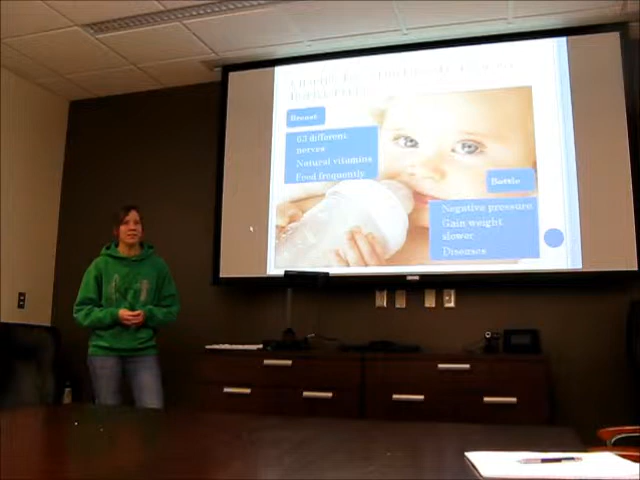 Breast
63 different
nerves
Natural vitamins
Feed frequently
Bottle
Negative pressure
Gain weight
slower
Diseases